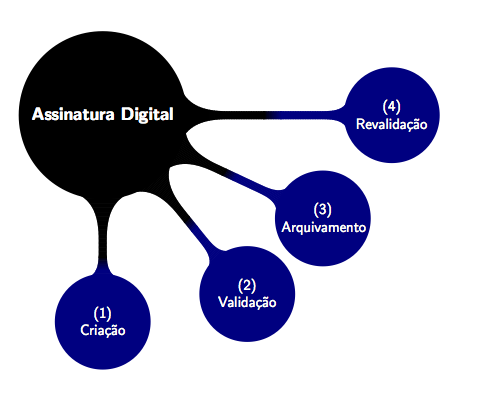 Assinatura Digital
(4)
Revalidação
(3)
Arquivamento
(2)
Validação
(1)
Criação